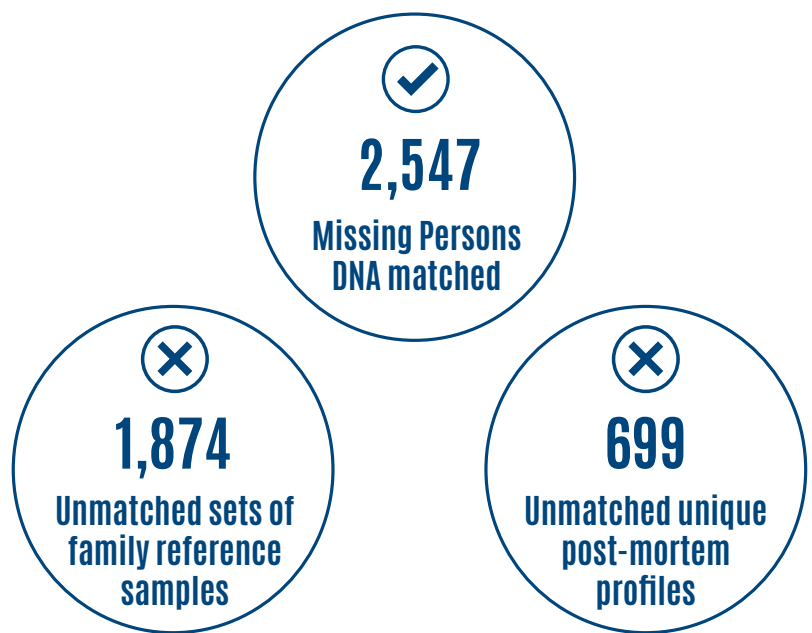 2,547
Missing Persons
DNA matched
1,874
Unmatched sets of
family reference
samples
699
Unmatched unique
post-mortem
profiles